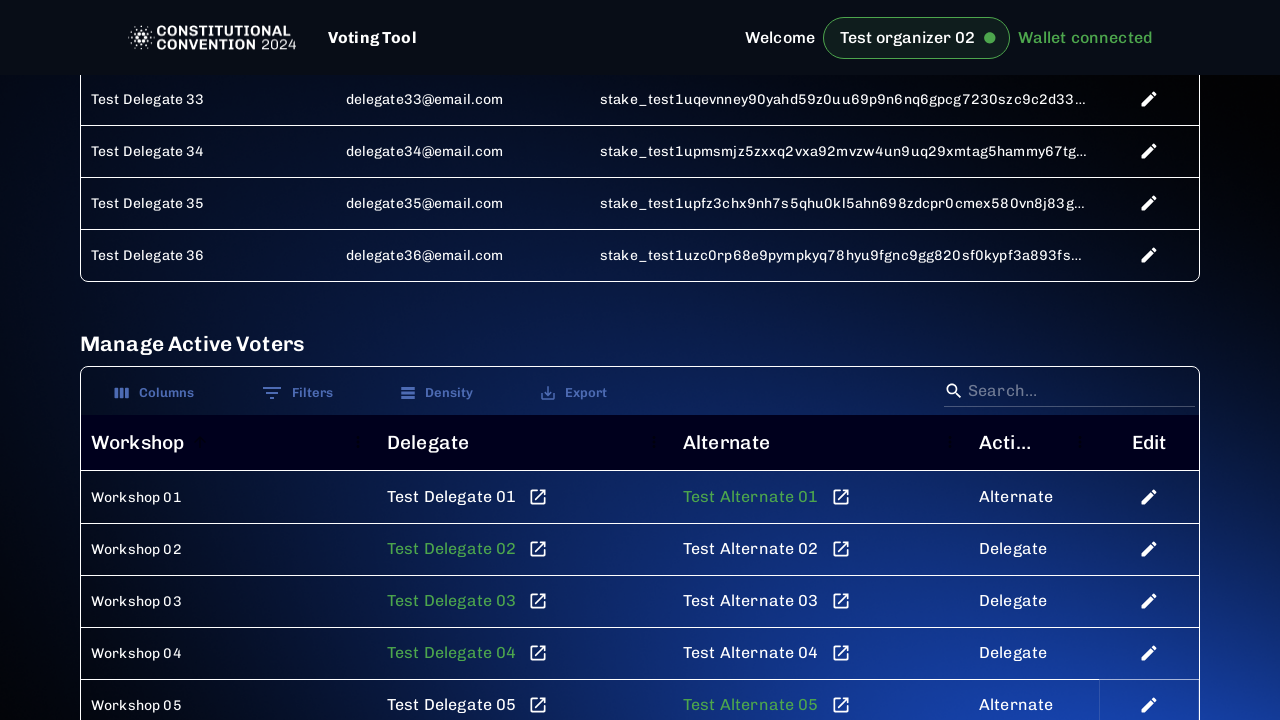 CONSTITUTIONAL
CONVENTION 2024
Voting Tool
Welcome
Test organizer 02
Wallet connected
Test Delegate 33 delegate33@email.com stake_test1uqevnney90yahd59z0uu69p9n6nq6gpcg7230szc9c2d33...
Test Delegate 34 delegate34@email.com stake_test1upmsmjz5zxxq2vxa92mvzw4un9uq29xmtag5hammy67tg...
Test Delegate 35 delegate35@email.com stake_test1upfz3chx9nh7s5qhu0kl5ahn698zdcpr0cmex580vn8j83g...
Test Delegate 36 delegate36@email.com stake_test1uzc0rp68e9pympkyq78hyu9fgnc9gg820sf0kypf3a893fs...
Manage Active Voters
Columns Filters Density Export Search...
Workshop Delegate Alternate Acti... Edit
Workshop 01 Test Delegate 01 Test Alternate 01 Alternate
Workshop 02 Test Delegate 02 Test Alternate 02 Delegate
Workshop 03 Test Delegate 03 Test Alternate 03 Delegate
Workshop 04 Test Delegate 04 Test Alternate 04 Delegate
Workshop 05 Test Delegate 05 Test Alternate 05 Alternate